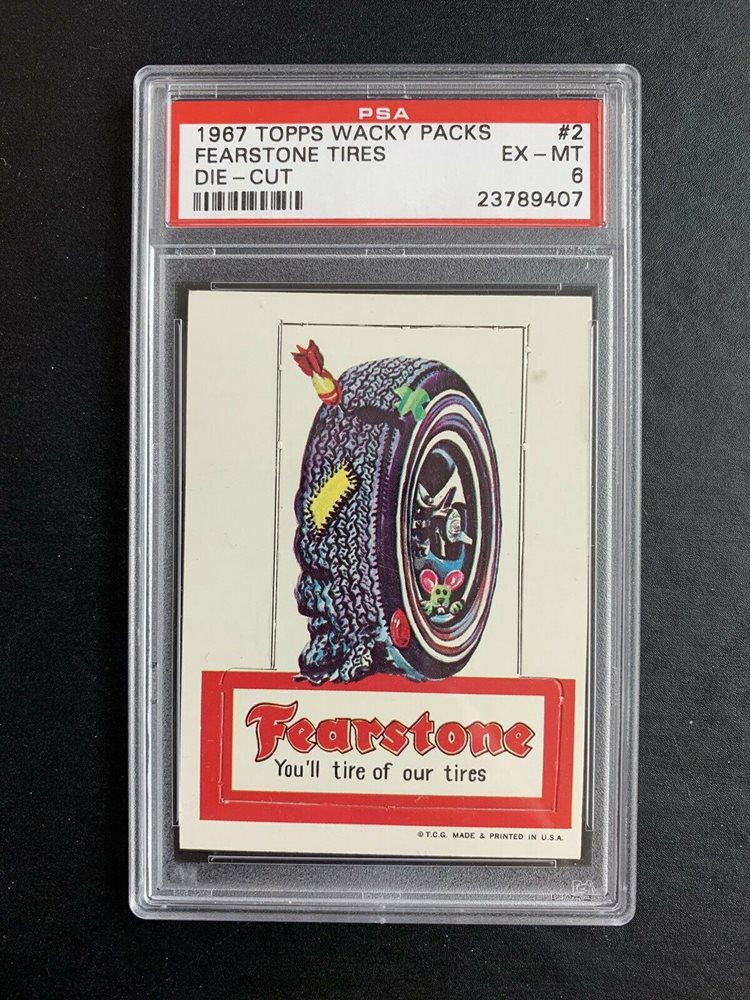 PSA
1967 TOPPS WACKY PACKS #2
FEARSTONE TIRES EX-MT
DIE-CUT 6
23789407
Fearstone
You'll tire of our tires
© T.C.G. MADE & PRINTED IN U.S.A.